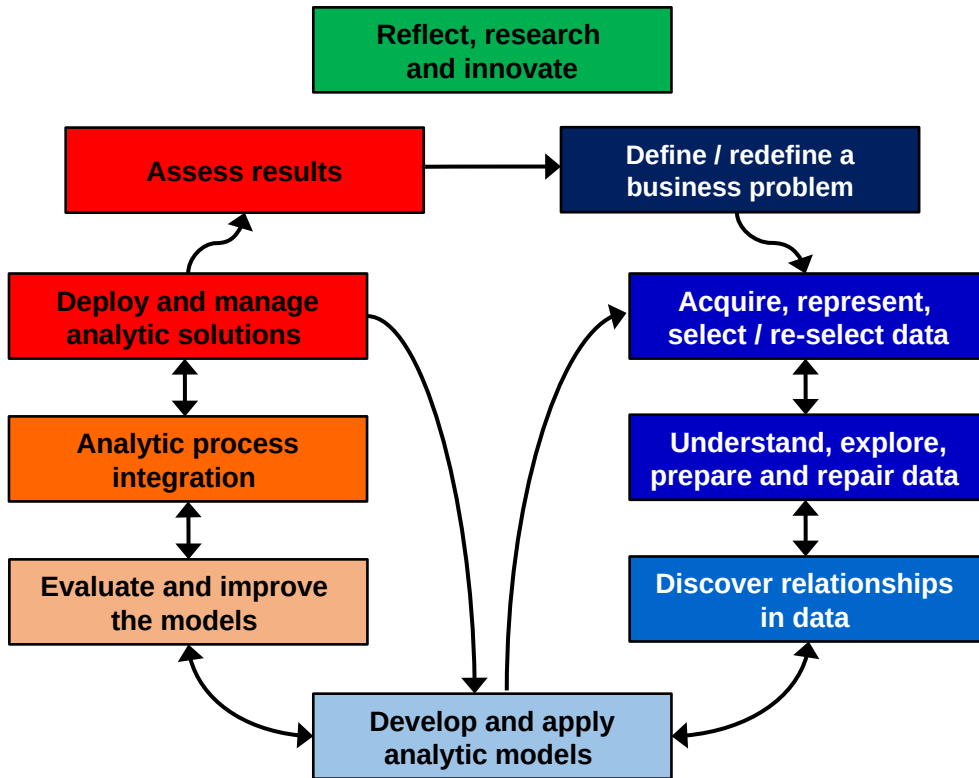 Reflect, research
and innovate
Assess results
Define / redefine a
business problem
Deploy and manage
analytic solutions
Acquire, represent,
select / re-select data
Analytic process
integration
Understand, explore,
prepare and repair data
Evaluate and improve
the models
Discover relationships
in data
Develop and apply
analytic models